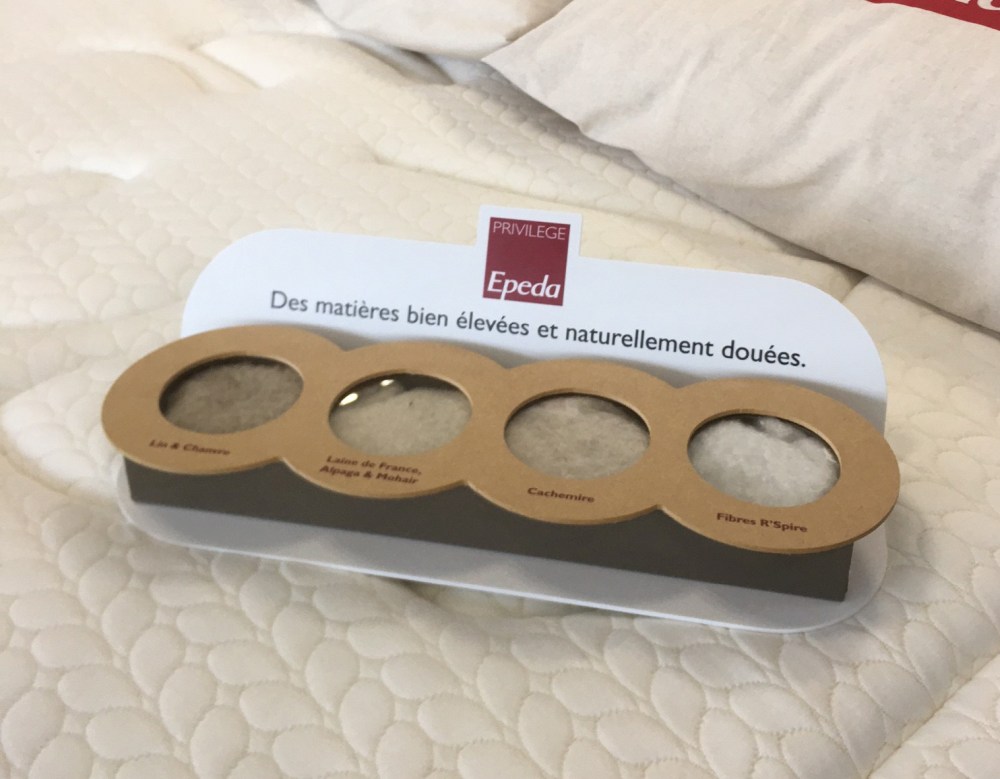 PRIVILEGE
Epeda
Des matières bien élevées et naturellement douées.
Lin & Chanvre
Laine de France,
Alpaga & Mohair
Cachemire
Fibres R'Spire